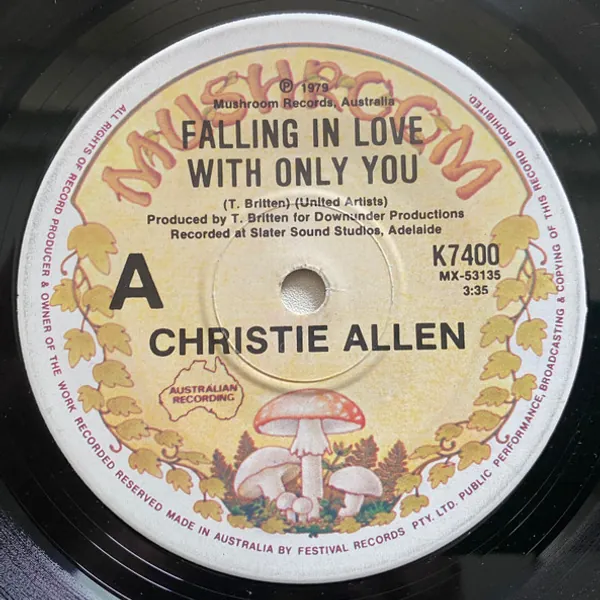 MUSHROOM
℗ 1979
Mushroom Records, Australia
FALLING IN LOVE
WITH ONLY YOU
(T. Britten) (United Artists)
Produced by T. Britten for Downunder Productions
Recorded at Slater Sound Studios, Adelaide
A
K7400
MX-53135
3:35
CHRISTIE ALLEN
AUSTRALIAN
RECORDING
ALL RIGHTS OF RECORD PRODUCER & OWNER OF THE WORK RECORDED RESERVED MADE IN AUSTRALIA BY FESTIVAL RECORDS PTY. LTD. PUBLIC PERFORMANCE, BROADCASTING & COPYING OF THIS RECORD PROHIBITED.